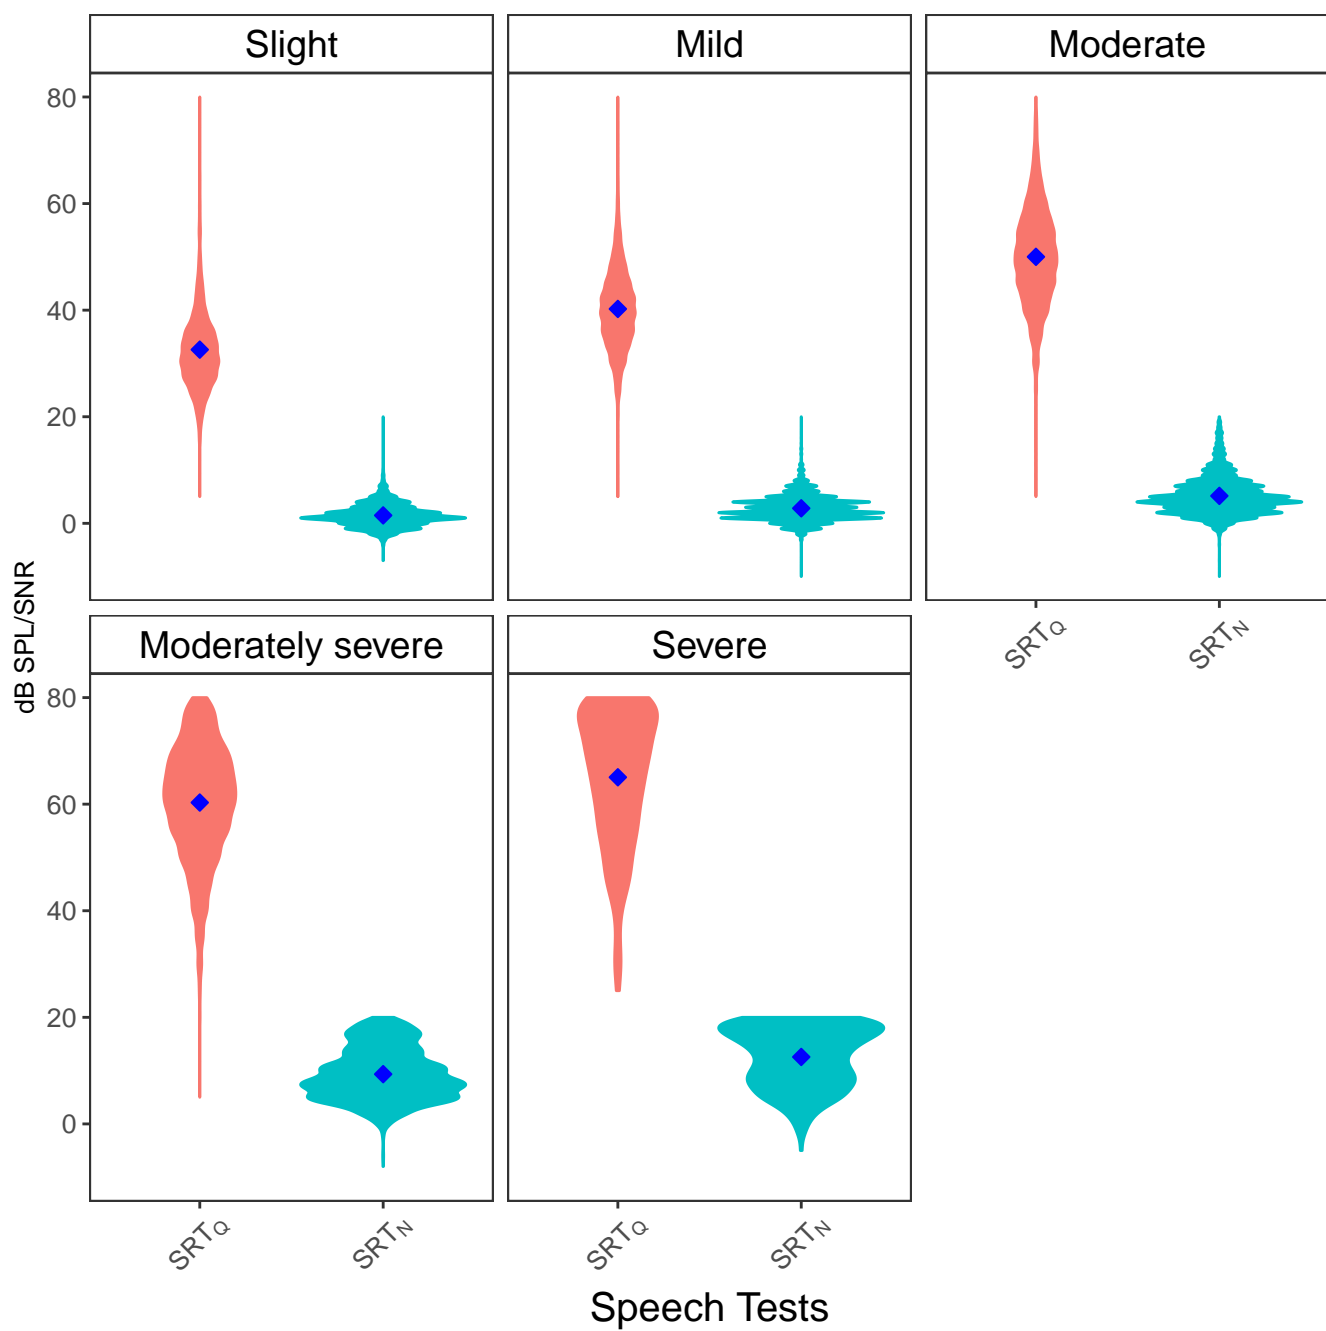 Slight
Mild
Moderate
80
60
40
20
0
dB SPL/SNR
SRTQ
SRTN
Moderately severe
Severe
80
60
40
20
0
SRTQ
SRTN
SRTQ
SRTN
Speech Tests